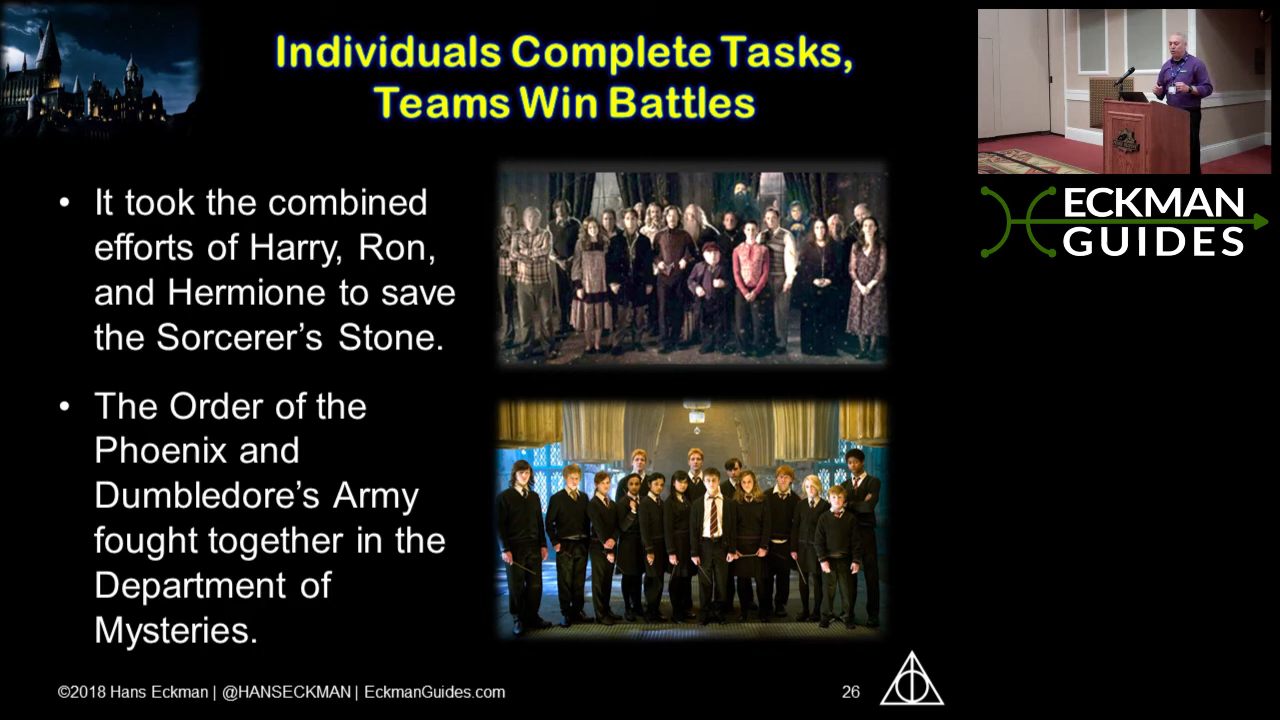 Individuals Complete Tasks,
Teams Win Battles
• It took the combined
efforts of Harry, Ron,
and Hermione to save
the Sorcerer’s Stone.
• The Order of the
Phoenix and
Dumbledore’s Army
fought together in the
Department of
Mysteries.
©2018 Hans Eckman | @HANSECKMAN | EckmanGuides.com
26
ECKMAN
GUIDES